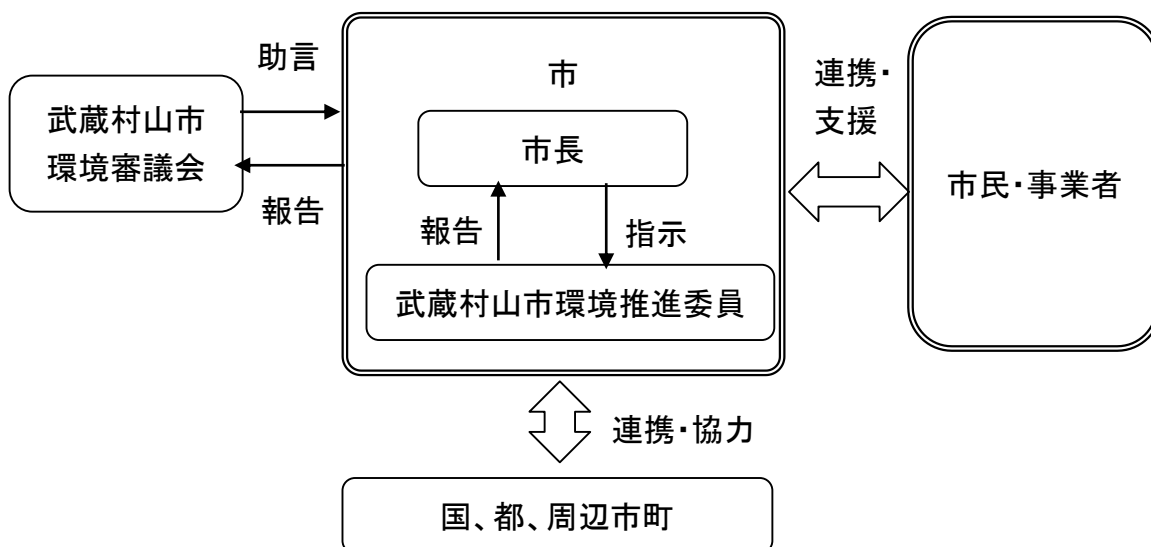 助言
武蔵村山市
環境審議会
報告
市
市長
報告
指示
武蔵村山市環境推進委員
連携・
支援
市民・事業者
連携・協力
国、都、周辺市町